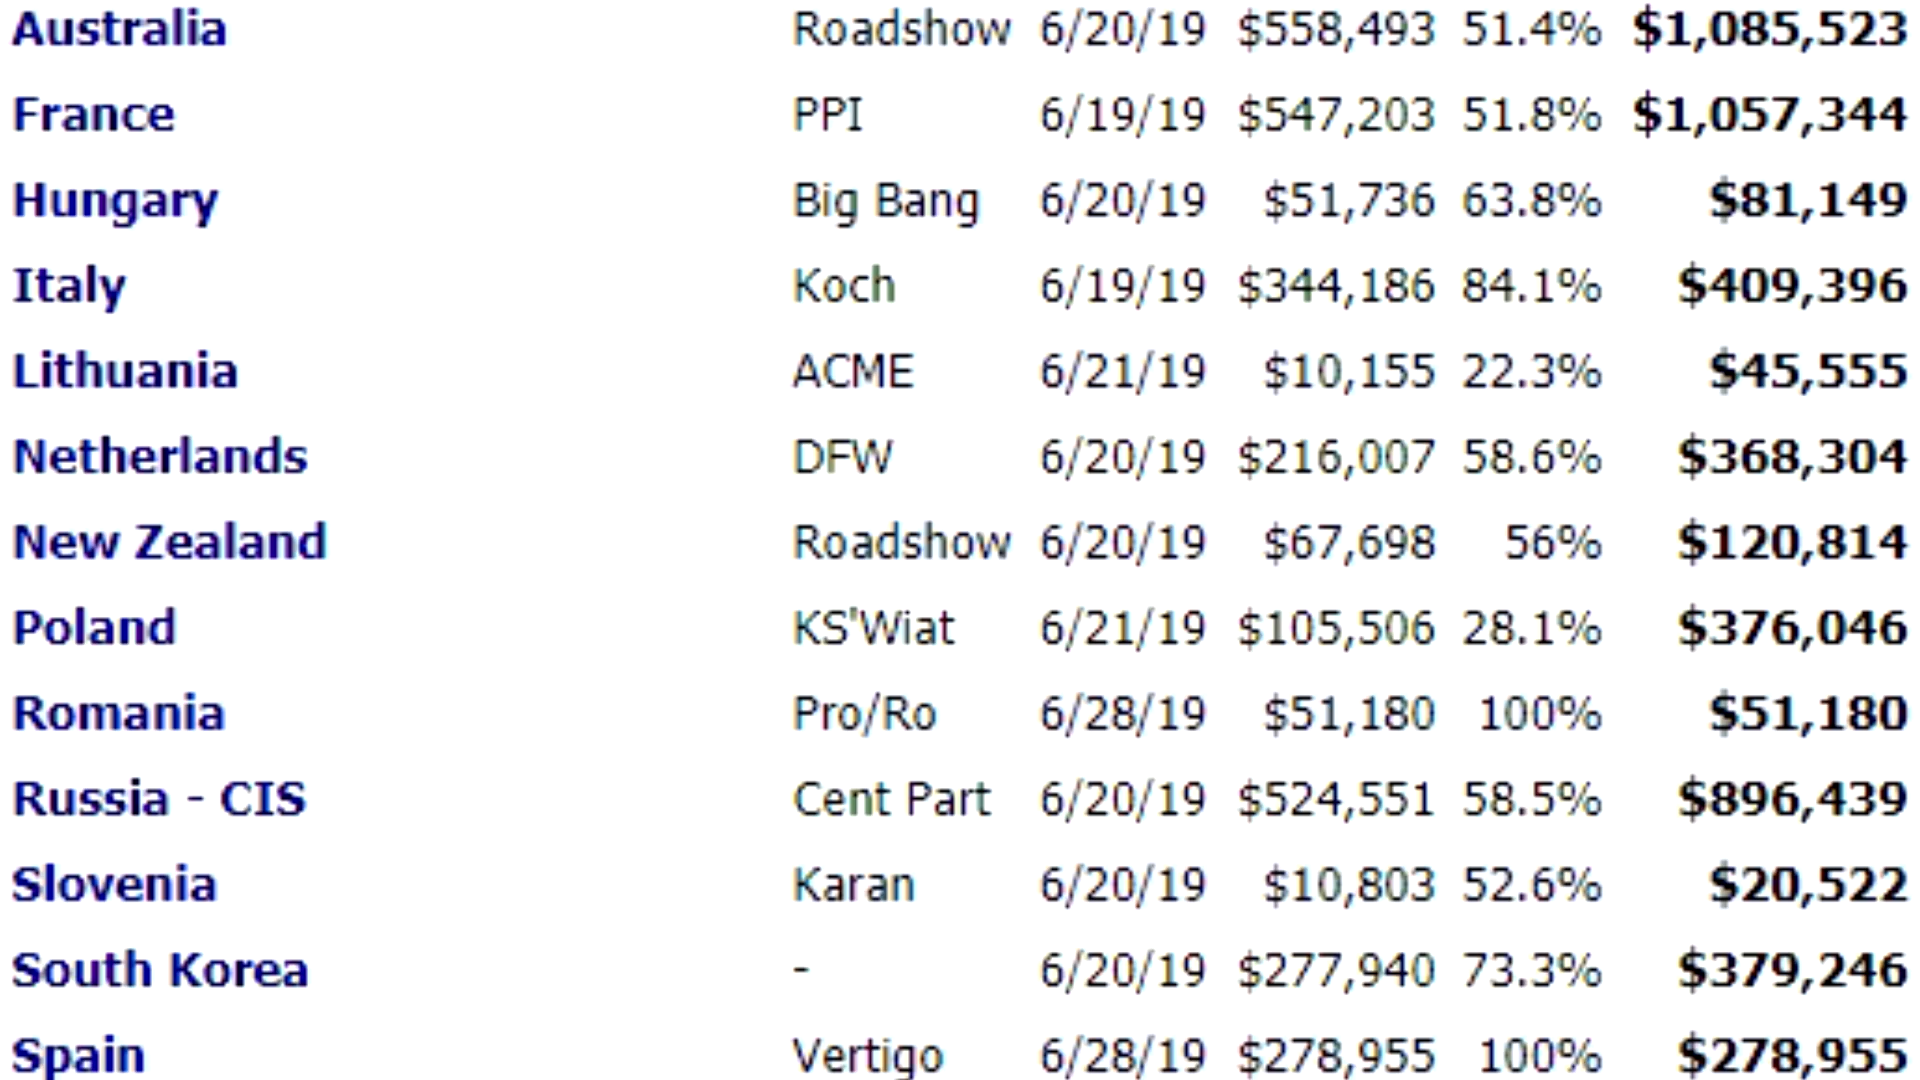 Australia Roadshow 6/20/19 $558,493 51.4% $1,085,523
France PPI 6/19/19 $547,203 51.8% $1,057,344
Hungary Big Bang 6/20/19 $51,736 63.8% $81,149
Italy Koch 6/19/19 $344,186 84.1% $409,396
Lithuania ACME 6/21/19 $10,155 22.3% $45,555
Netherlands DFW 6/20/19 $216,007 58.6% $368,304
New Zealand Roadshow 6/20/19 $67,698 56% $120,814
Poland KS'Wiat 6/21/19 $105,506 28.1% $376,046
Romania Pro/Ro 6/28/19 $51,180 100% $51,180
Russia - CIS Cent Part 6/20/19 $524,551 58.5% $896,439
Slovenia Karan 6/20/19 $10,803 52.6% $20,522
South Korea - 6/20/19 $277,940 73.3% $379,246
Spain Vertigo 6/28/19 $278,955 100% $278,955